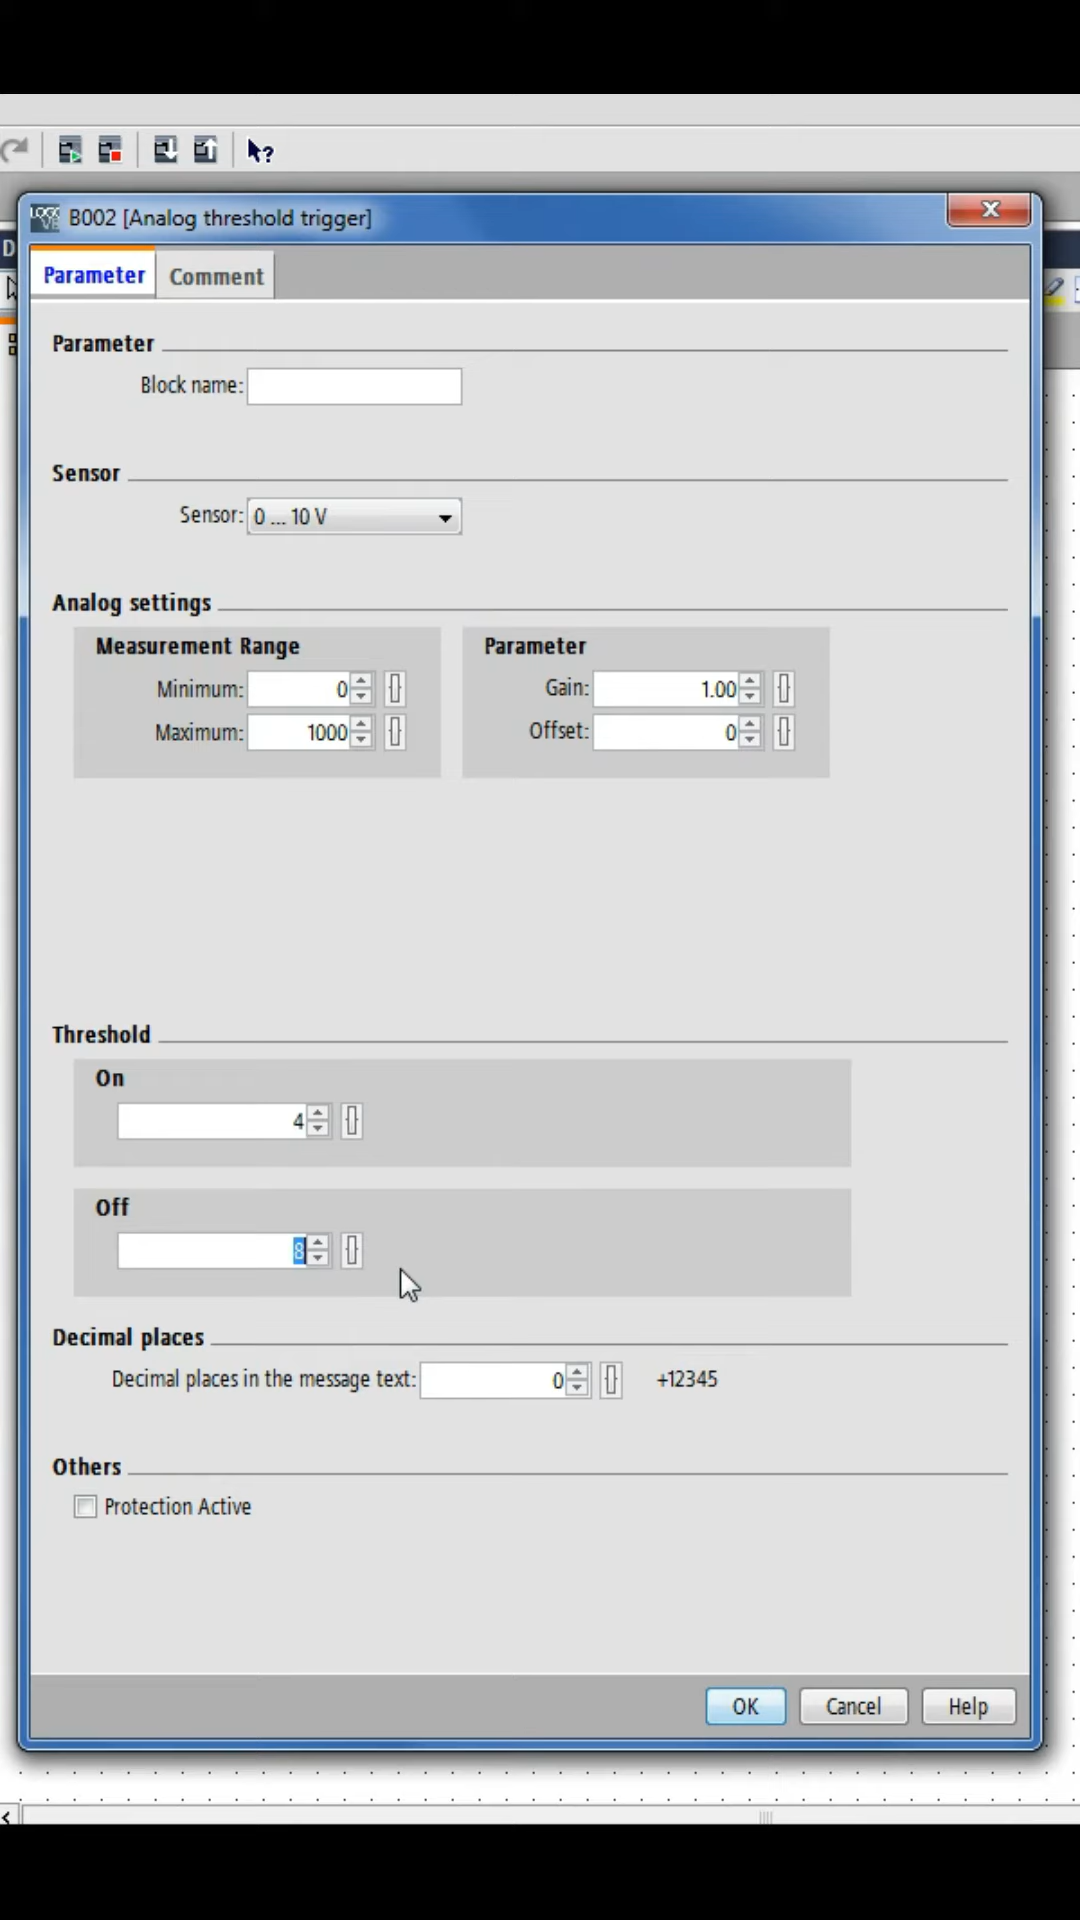 B002 [Analog threshold trigger]
Parameter Comment
Parameter
Block name:
Sensor
Sensor: 0 ... 10 V
Analog settings
Measurement Range Parameter
Minimum: 0 Gain: 1.00
Maximum: 1000 Offset: 0
Threshold
On
4
Off
8
Decimal places
Decimal places in the message text: 0 +12345
Others
Protection Active
OK Cancel Help